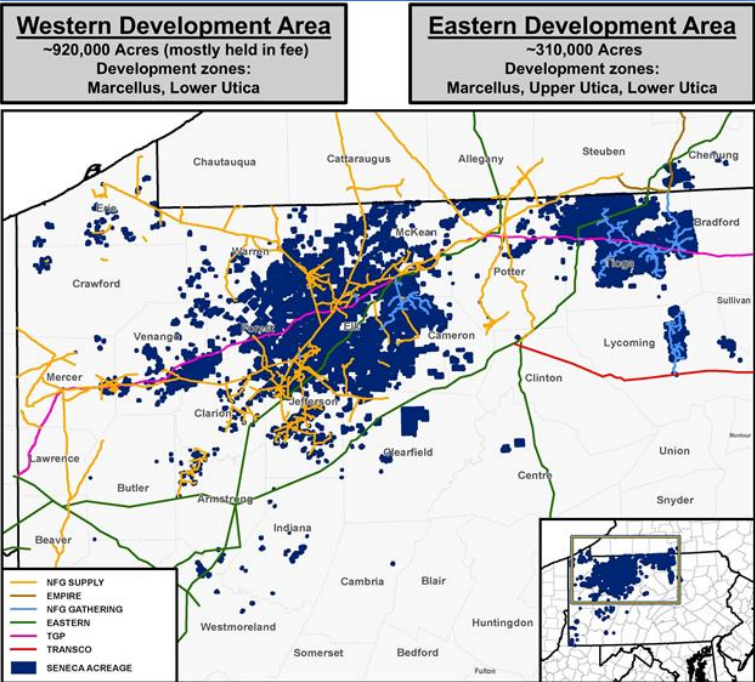 Western Development Area
~920,000 Acres (mostly held in fee)
Development zones:
Marcellus, Lower Utica
Eastern Development Area
~310,000 Acres
Development zones:
Marcellus, Upper Utica, Lower Utica
Chautauqua
Cattaraugus
Allegany
Steuben
Chemung
Erie
Warren
McKean
Bradford
Crawford
Potter
Tioga
Sullivan
Venango
Forest
Elk
Cameron
Lycoming
Mercer
Clarion
Jefferson
Clinton
Montour
Lawrence
Clearfield
Union
Butler
Centre
Armstrong
Snyder
Beaver
Indiana
Cambria
Blair
Huntingdon
Westmoreland
Somerset
Bedford
Fulton
NFG SUPPLY
EMPIRE
NFG GATHERING
EASTERN
TGP
TRANSCO
SENECA ACREAGE